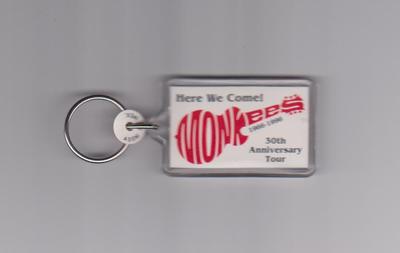 Here We Come!
MONKEES
1966-1996
30th
Anniversary
Tour